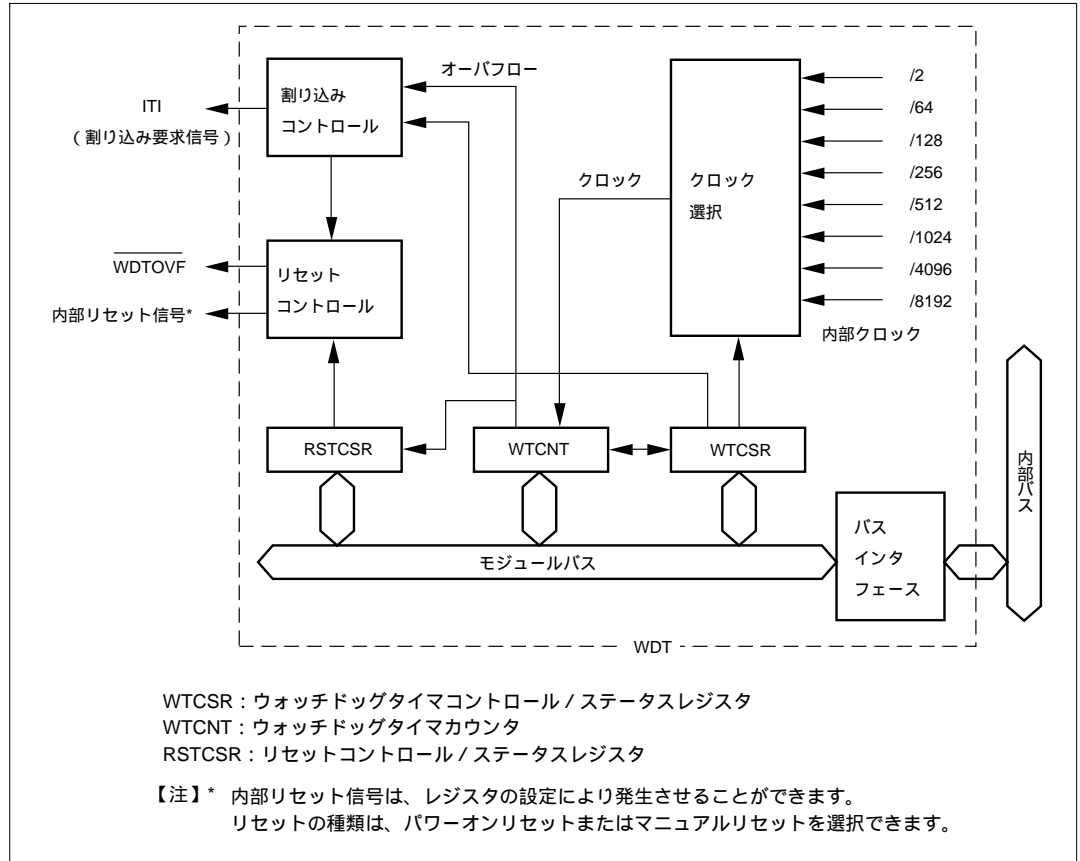 オーバフロー
割り込み
コントロール
ITI
(割り込み要求信号)
クロック
クロック
選択
/2
/64
/128
/256
/512
/1024
/4096
/8192
内部クロック
WDTOVF
内部リセット信号*
リセット
コントロール
RSTCSR
WTCNT
WTCSR
モジュールバス
バス
インタ
フェース
内部バス
WDT
WTCSR:ウォッチドッグタイマコントロール/ステータスレジスタ
WTCNT:ウォッチドッグタイマカウンタ
RSTCSR:リセットコントロール/ステータスレジスタ
【注】* 内部リセット信号は、レジスタの設定により発生させることができます。
リセットの種類は、パワーオンリセットまたはマニュアルリセットを選択できます。